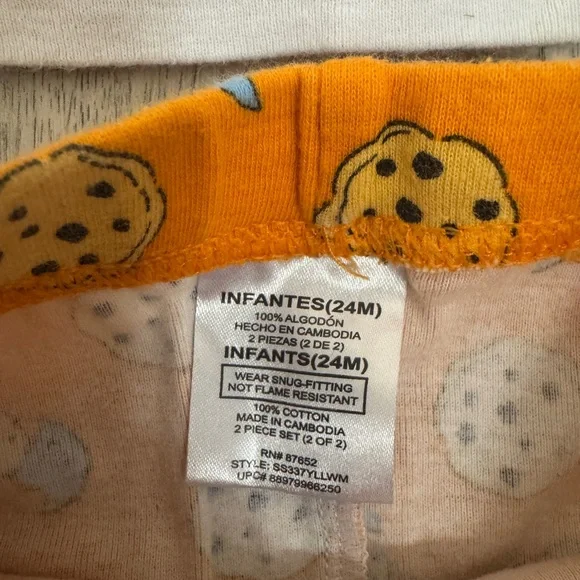 INFANTES(24M)
100% ALGODÓN
HECHO EN CAMBODIA
2 PIEZAS (2 DE 2)
INFANTS(24M)
WEAR SNUG-FITTING
NOT FLAME RESISTANT
100% COTTON
MADE IN CAMBODIA
2 PIECE SET (2 OF 2)
RN# 87652
STYLE: SS337YLLWM
UPC# 88979966250